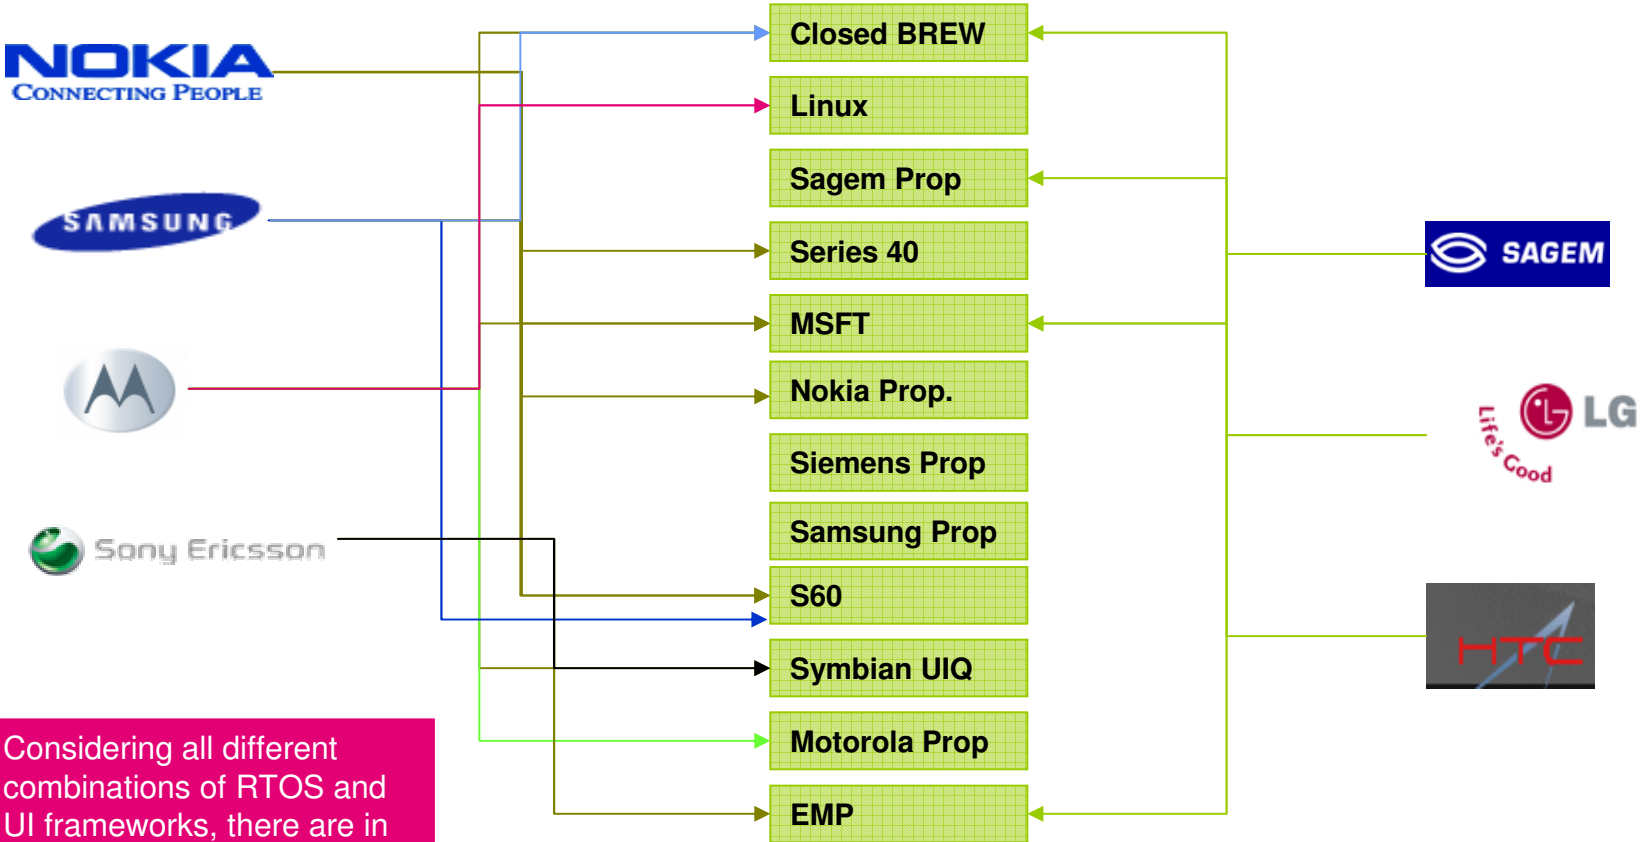 NOKIA
CONNECTING PEOPLE
SAMSUNG
Sony Ericsson
Closed BREW
Linux
Sagem Prop
Series 40
MSFT
Nokia Prop.
Siemens Prop
Samsung Prop
S60
Symbian UIQ
Motorola Prop
EMP
SAGEM
LG
Life's Good
HTC
Considering all different
combinations of RTOS and
UI frameworks, there are in